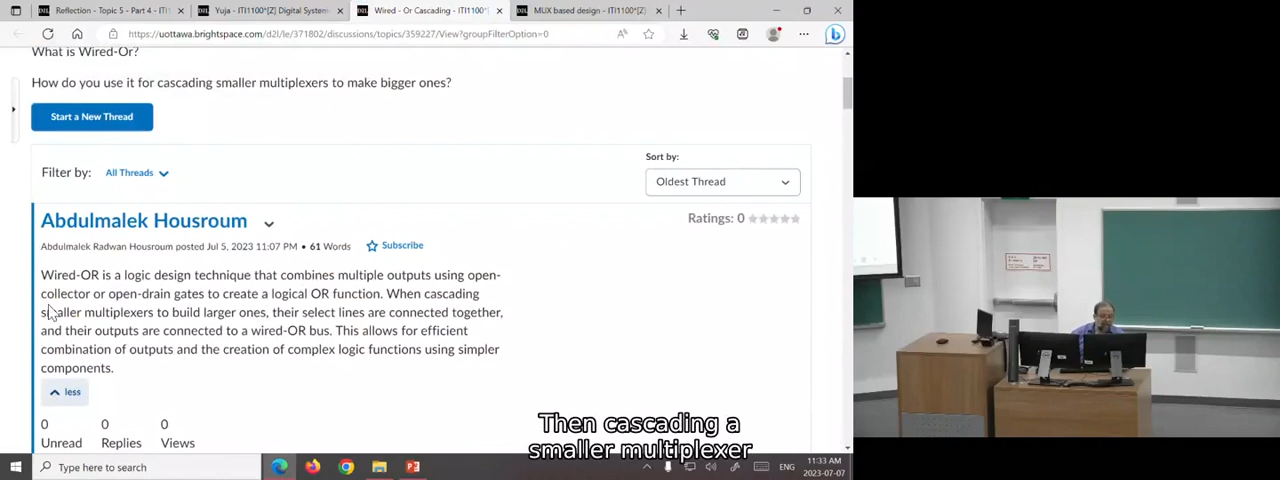 Reflection - Topic 5 - Part 4 - ITI1
Yuja - ITI1100*[Z] Digital System
Wired - Or Cascading - ITI1100*[Z]
MUX based design - ITI1100*[Z]
https://uottawa.brightspace.com/d2l/le/371802/discussions/topics/359227/View?groupFilterOption=0
What is Wired-Or?
How do you use it for cascading smaller multiplexers to make bigger ones?
Start a New Thread
Sort by:
Filter by: All Threads
Oldest Thread
Abdulmalek Housroum
Ratings: 0
Abdulmalek Radwan Housroum posted Jul 5, 2023 11:07 PM • 61 Words Subscribe
Wired-OR is a logic design technique that combines multiple outputs using open-
collector or open-drain gates to create a logical OR function. When cascading
smaller multiplexers to build larger ones, their select lines are connected together,
and their outputs are connected to a wired-OR bus. This allows for efficient
combination of outputs and the creation of complex logic functions using simpler
components.
less
0 0 0
Unread Replies Views
Then cascading a
smaller multiplexer
Type here to search
ENG
11:33 AM
2023-07-07